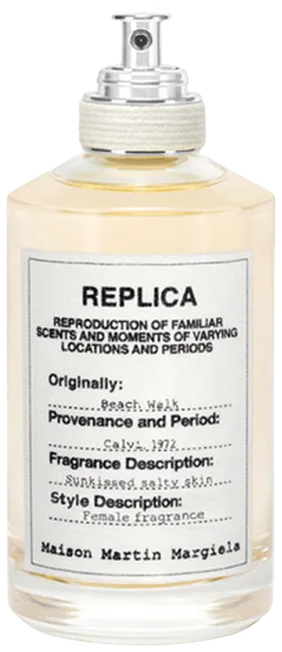 REPLICA
REPRODUCTION OF FAMILIAR
SCENTS AND MOMENTS OF VARYING
LOCATIONS AND PERIODS
Originally:
Beach Walk
Provenance and Period:
Calvi, 1972
Fragrance Description:
Sunkissed salty skin
Style Description:
Female fragrance
Maison Martin Margiela